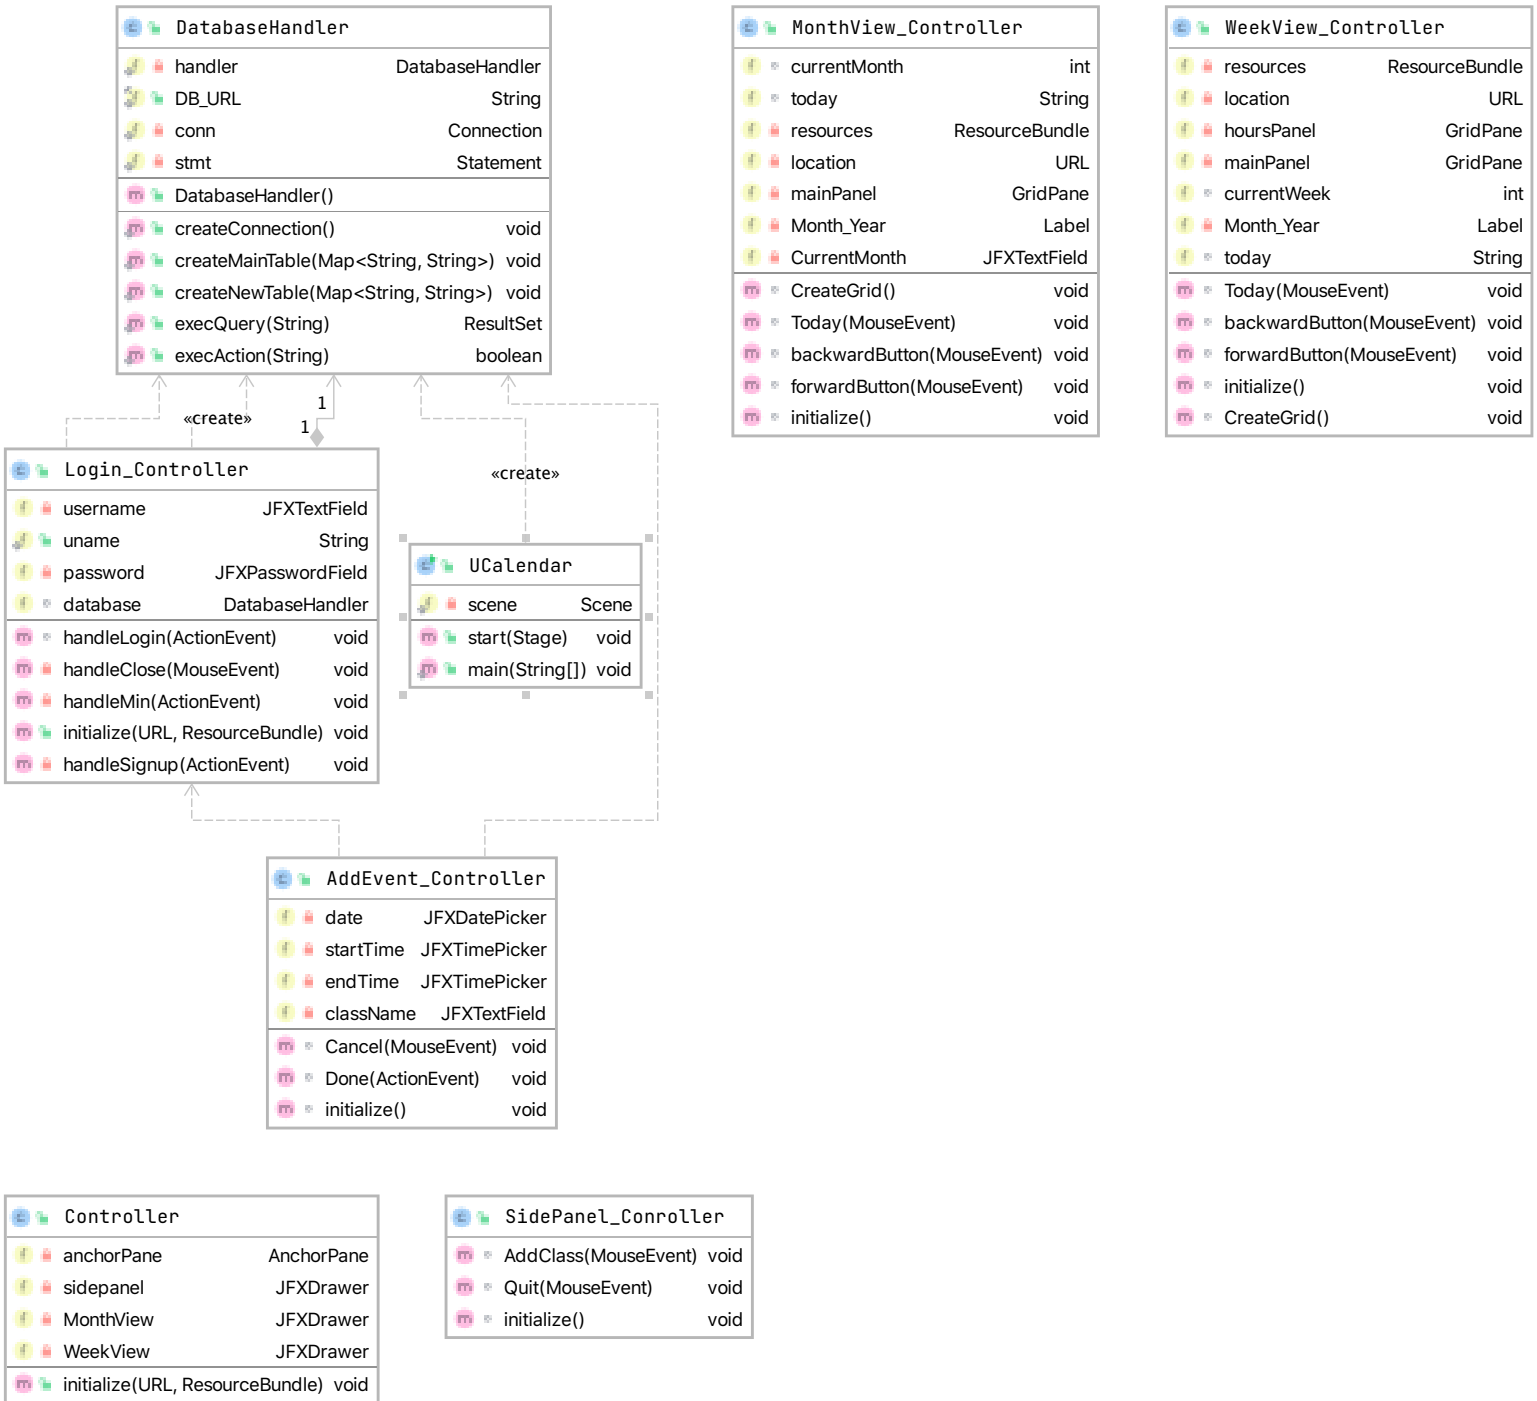 DatabaseHandler
handler DatabaseHandler
DB_URL String
conn Connection
stmt Statement
DatabaseHandler()
createConnection() void
createMainTable(Map<String, String>) void
createNewTable(Map<String, String>) void
execQuery(String) ResultSet
execAction(String) boolean
MonthView_Controller
currentMonth int
today String
resources ResourceBundle
location URL
mainPanel GridPane
Month_Year Label
CurrentMonth JFXTextField
CreateGrid() void
Today(MouseEvent) void
backwardButton(MouseEvent) void
forwardButton(MouseEvent) void
initialize() void
WeekView_Controller
resources ResourceBundle
location URL
hoursPanel GridPane
mainPanel GridPane
currentWeek int
Month_Year Label
today String
Today(MouseEvent) void
backwardButton(MouseEvent) void
forwardButton(MouseEvent) void
initialize() void
CreateGrid() void
1
«create»
1
«create»
Login_Controller
username JFXTextField
uname String
password JFXPasswordField
database DatabaseHandler
handleLogin(ActionEvent) void
handleClose(MouseEvent) void
handleMin(ActionEvent) void
initialize(URL, ResourceBundle) void
handleSignup(ActionEvent) void
UCalendar
scene Scene
start(Stage) void
main(String[]) void
AddEvent_Controller
date JFXDatePicker
startTime JFXTimePicker
endTime JFXTimePicker
className JFXTextField
Cancel(MouseEvent) void
Done(ActionEvent) void
initialize() void
Controller
anchorPane AnchorPane
sidepanel JFXDrawer
MonthView JFXDrawer
WeekView JFXDrawer
initialize(URL, ResourceBundle) void
SidePanel_Conroller
AddClass(MouseEvent) void
Quit(MouseEvent) void
initialize() void